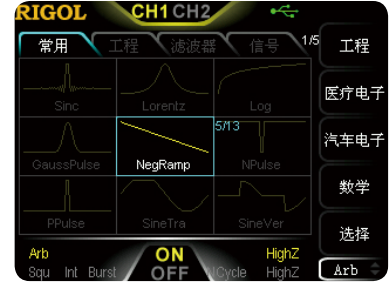 RIGOL CH1 CH2
常用 工程 滤波器 信号 1/5
工程
Sinc Lorentz Log
医疗电子
5/13
汽车电子
GaussPulse NegRamp NPulse
数学
PPulse SineTra SineVer
选择
Arb ON HighZ
Squ Int Burst OFF NCycle HighZ
Arb